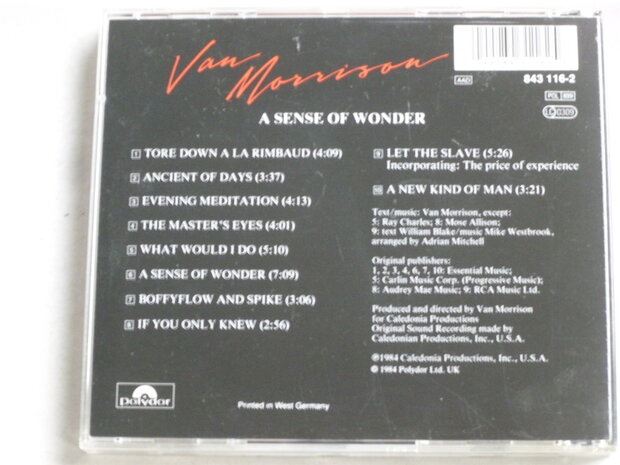 Van Morrison
AAD
843 116-2
A SENSE OF WONDER
1 TORE DOWN A LA RIMBAUD (4:09)
2 ANCIENT OF DAYS (3:37)
3 EVENING MEDITATION (4:13)
4 THE MASTER'S EYES (4:01)
5 WHAT WOULD I DO (5:10)
6 A SENSE OF WONDER (7:09)
7 BOFFYFLOW AND SPIKE (3:06)
8 IF YOU ONLY KNEW (2:56)
9 LET THE SLAVE (5:26)
Incorporating: The price of experience
10 A NEW KIND OF MAN (3:21)
Text/music: Van Morrison, except:
5: Ray Charles; 8: Mose Allison;
9: text William Blake/music Mike Westbrook,
arranged by Adrian Mitchell
Original publishers:
1, 2, 3, 4, 6, 7, 10: Essential Music;
5: Carlin Music Corp. (Progressive Music);
8: Audrey Mae Music; 9: RCA Music Ltd.
Produced and directed by Van Morrison
for Caledonia Productions
Original Sound Recording made by
Caledonian Productions, Inc., U.S.A.
℗1984 Caledonia Productions, Inc., U.S.A.
© 1984 Polydor Ltd. UK
polydor
Printed in West Germany